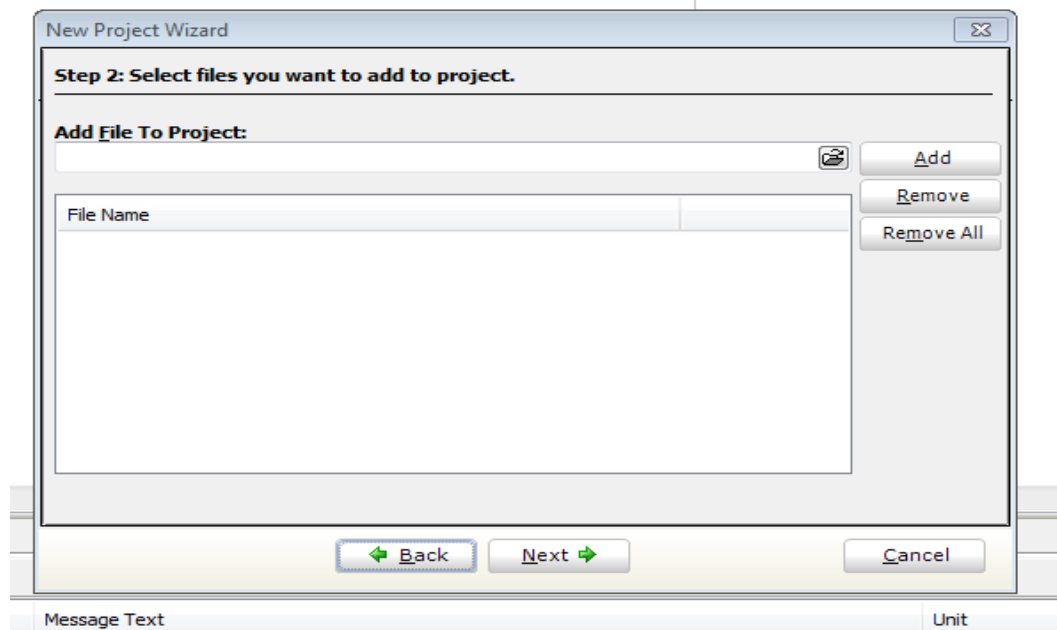 New Project Wizard
Step 2: Select files you want to add to project.
Add File To Project:
Add
Remove
File Name
Remove All
Back
Next
Cancel
Message Text
Unit